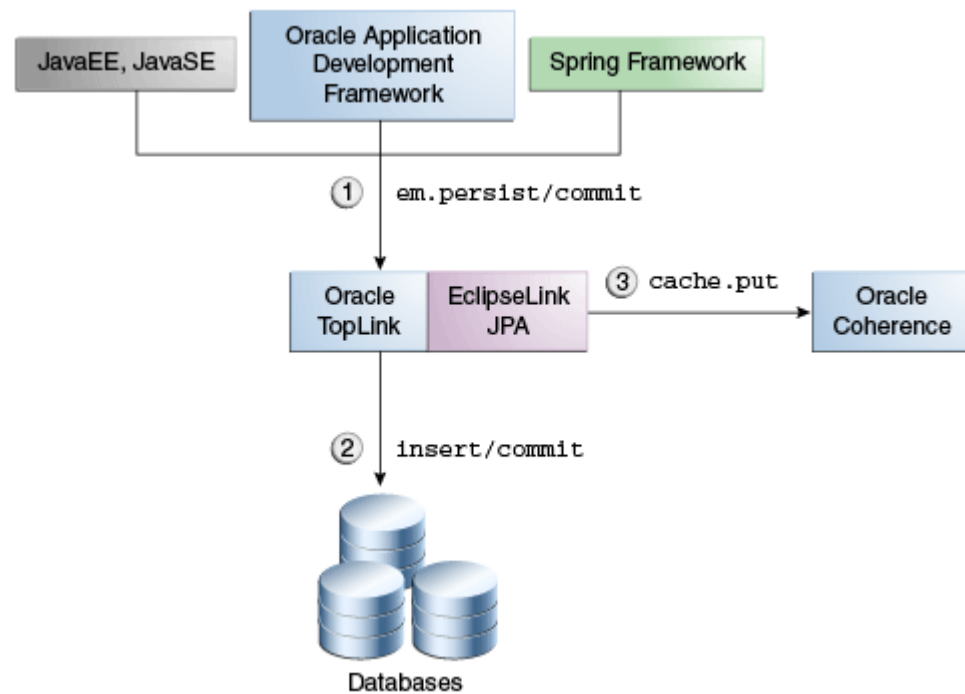 JavaEE, JavaSE
Oracle Application
Development
Framework
Spring Framework
1 em.persist/commit
Oracle
TopLink
EclipseLink
JPA
3 cache.put
Oracle
Coherence
2 insert/commit
Databases